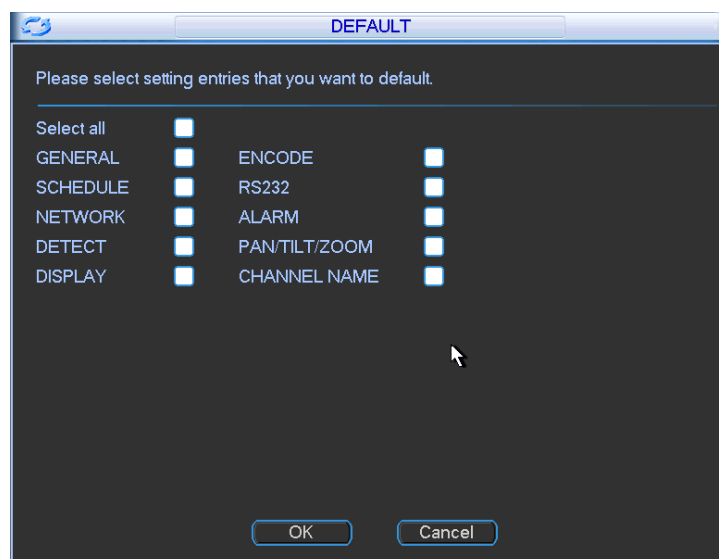 DEFAULT
Please select setting entries that you want to default.
Select all
GENERAL ENCODE
SCHEDULE RS232
NETWORK ALARM
DETECT PAN/TILT/ZOOM
DISPLAY CHANNEL NAME
OK Cancel